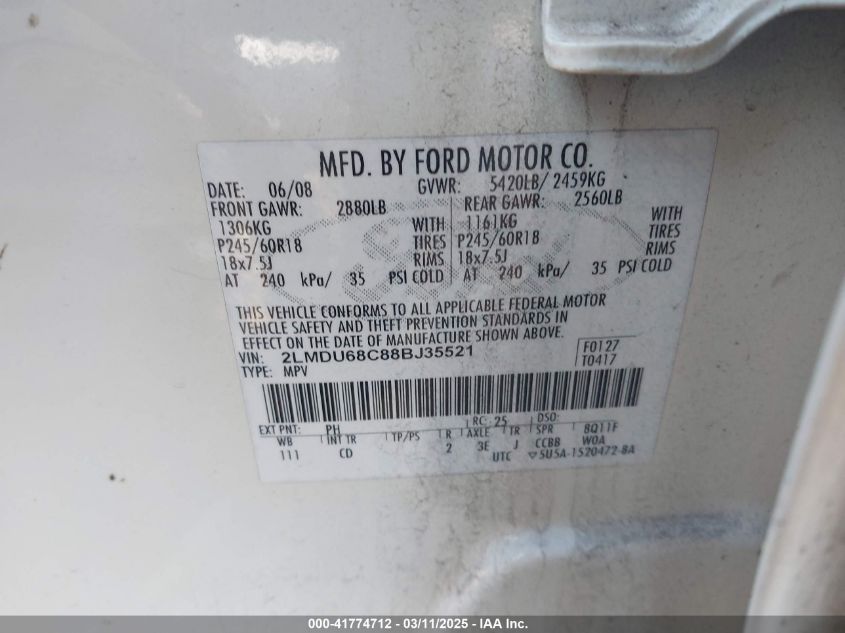 MFD. BY FORD MOTOR CO.
DATE: 06/08 GVWR: 5420LB/ 2459KG
FRONT GAWR: 2880LB REAR GAWR: 2560LB
1306KG WITH 1161KG WITH
P245/60R18 TIRES P245/60R18 TIRES
18x7.5J RIMS 18x7.5J RIMS
AT 240 kPa/ 35 PSI COLD AT 240 kPa/ 35 PSI COLD
THIS VEHICLE CONFORMS TO ALL APPLICABLE FEDERAL MOTOR
VEHICLE SAFETY AND THEFT PREVENTION STANDARDS IN
EFFECT ON THE DATE OF MANUFACTURE SHOWN ABOVE.
VIN: 2LMDU68C88BJ35521 F0127
TYPE: MPV T0417
EXT PNT: PH RC: 25 DSO:
WB INT TR TP/PS R AXLE TR SPR 8Q11F
111 CD 2 3E J CCBB W0A
UTC ▽5U5A-1520472-BA
000-41774712 - 03/11/2025 - IAA Inc.